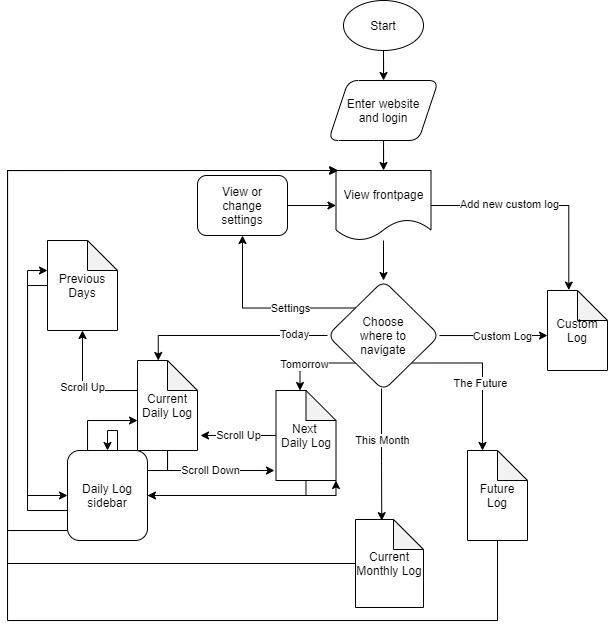 Start
Enter website
and login
View frontpage
View or
change
settings
Add new custom log
Previous
Days
Settings
Choose
where to
navigate
Custom
Log
Today
Custom Log
Tomorrow
The Future
Scroll Up
Current
Daily Log
Next
Daily Log
Scroll Up
This Month
Scroll Down
Daily Log
sidebar
Future
Log
Current
Monthly Log